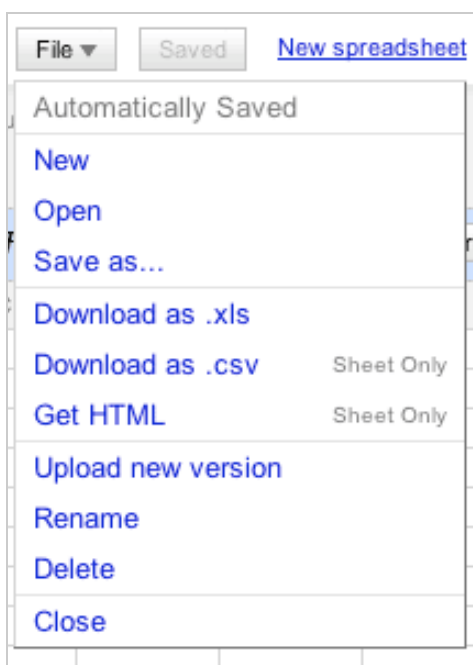 File ▼ Saved New spreadsheet
Automatically Saved
New
Open
Save as...
Download as .xls
Download as .csv Sheet Only
Get HTML Sheet Only
Upload new version
Rename
Delete
Close